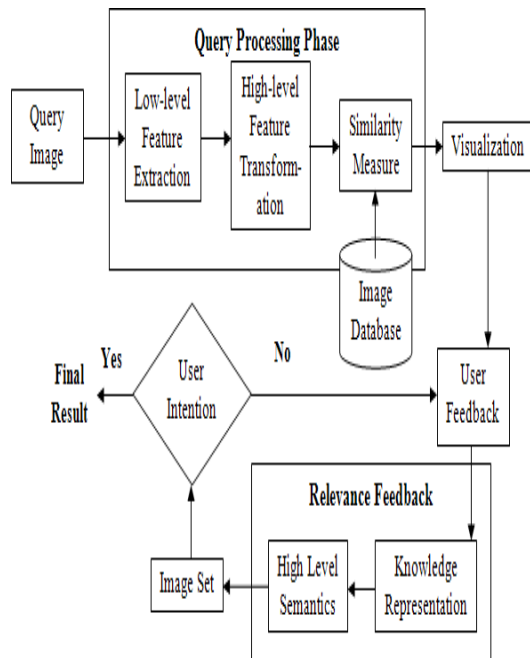 Query Processing Phase
Query
Image
Low-level
Feature
Extraction
High-level
Feature
Transform-
ation
Similarity
Measure
Visualization
Image
Database
User
Intention
Yes
No
Final
Result
User
Feedback
Relevance Feedback
Knowledge
Representation
High Level
Semantics
Image Set